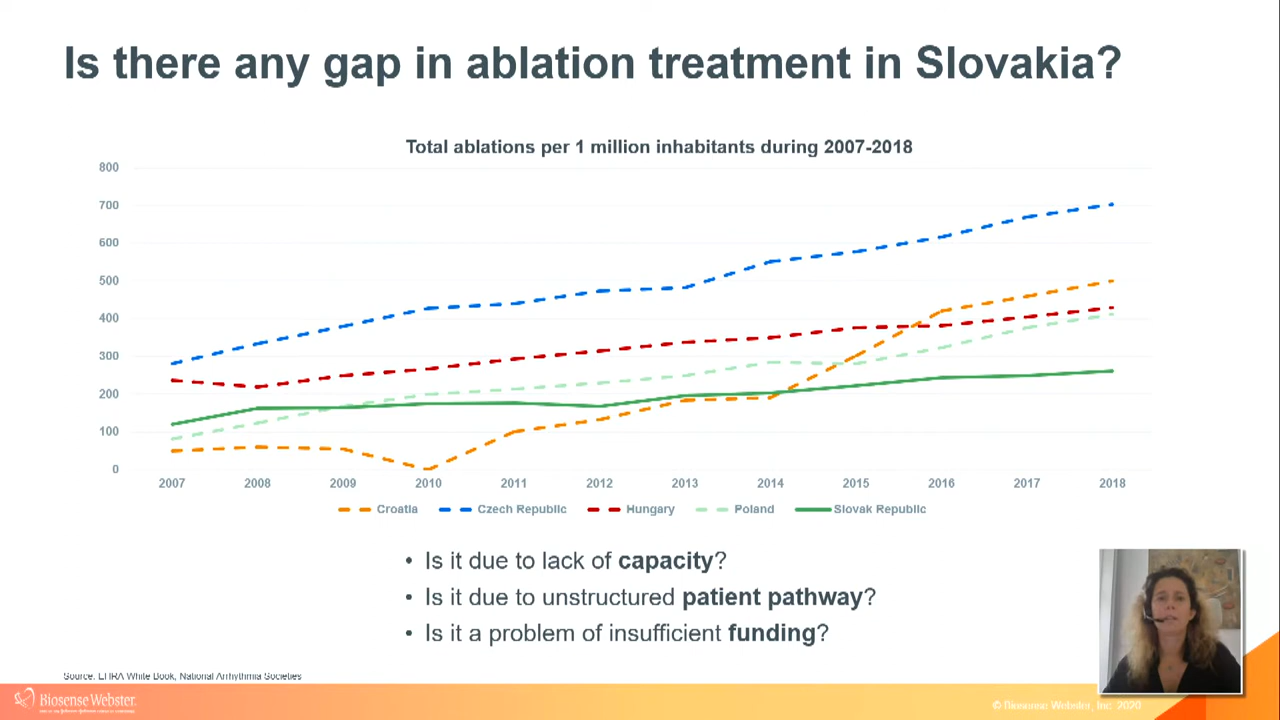 Is there any gap in ablation treatment in Slovakia?
Total ablations per 1 million inhabitants during 2007-2018
800
700
600
500
400
300
200
100
0
2007 2008 2009 2010 2011 2012 2013 2014 2015 2016 2017 2018
Croatia Czech Republic Hungary Poland Slovak Republic
• Is it due to lack of capacity?
• Is it due to unstructured patient pathway?
• Is it a problem of insufficient funding?
Source: EHRA White Book, National Arrhythmia Societies
Biosense Webster
© Biosense Webster, Inc. 2020